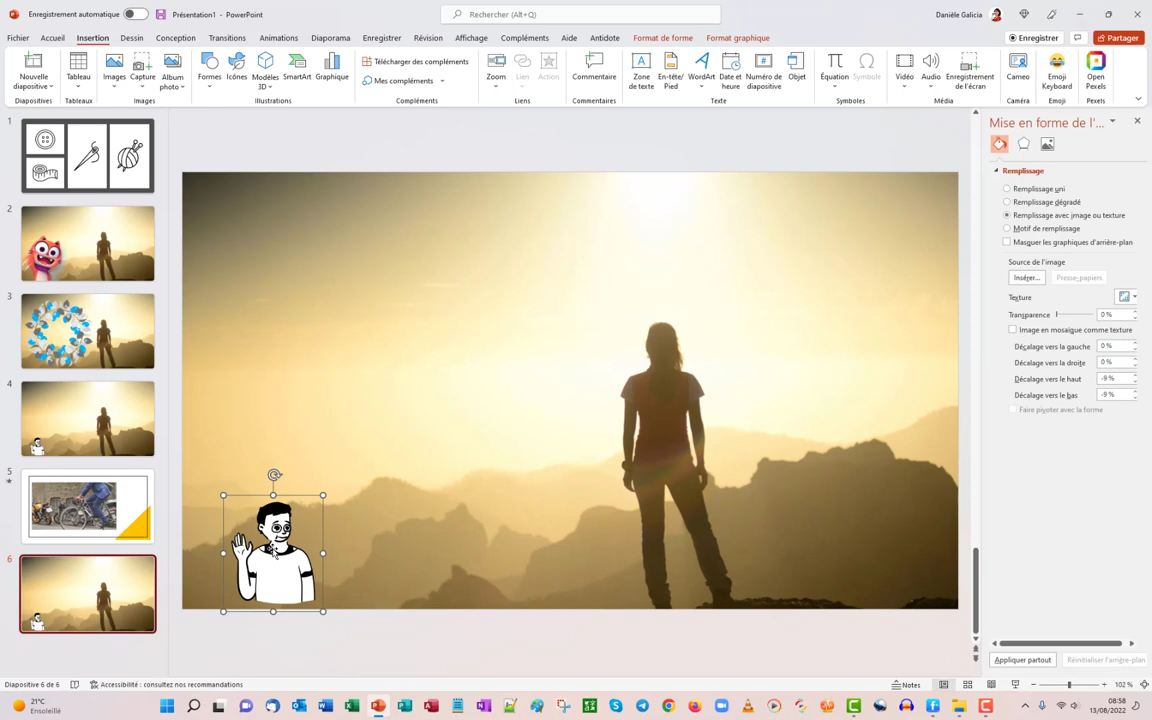 Enregistrement automatique
Présentation1 - PowerPoint
Rechercher (Alt+Q)
Danièle Galicia
Fichier Accueil Insertion Dessin Conception Transitions Animations Diaporama Enregistrer Révision Affichage Compléments Aide Antidote Format de forme Format graphique
Enregistrer
Partager
Nouvelle diapositive
Tableau
Images
Capture
Album photo
Formes
Icônes
Modèles 3D
SmartArt
Graphique
Télécharger des compléments
Mes compléments
Zoom
Lien
Action
Commentaire
Zone de texte
En-tête/Pied
WordArt
Date et heure
Numéro de diapositive
Objet
Équation
Symbole
Vidéo
Audio
Enregistrement de l'écran
Cameo
Emoji Keyboard
Open Pexels
Diapositives Tableaux Images Illustrations Compléments Liens Commentaires Texte Symboles Média Caméra Emoji Pexels
1
2
3
4
5
6
Mise en forme de l'...
Remplissage
Remplissage uni
Remplissage dégradé
Remplissage avec image ou texture
Motif de remplissage
Masquer les graphiques d'arrière-plan
Source de l'image
Insérer... Presse-papiers
Texture
Transparence 0 %
Image en mosaïque comme texture
Décalage vers la gauche 0 %
Décalage vers la droite 0 %
Décalage vers le haut -9 %
Décalage vers le bas -9 %
Faire pivoter avec la forme
Appliquer partout Réinitialiser l'arrière-plan
Diapositive 6 de 6 Accessibilité : consultez nos recommandations Notes 102 %
21°C
Ensoleillé
08:58
13/08/2022